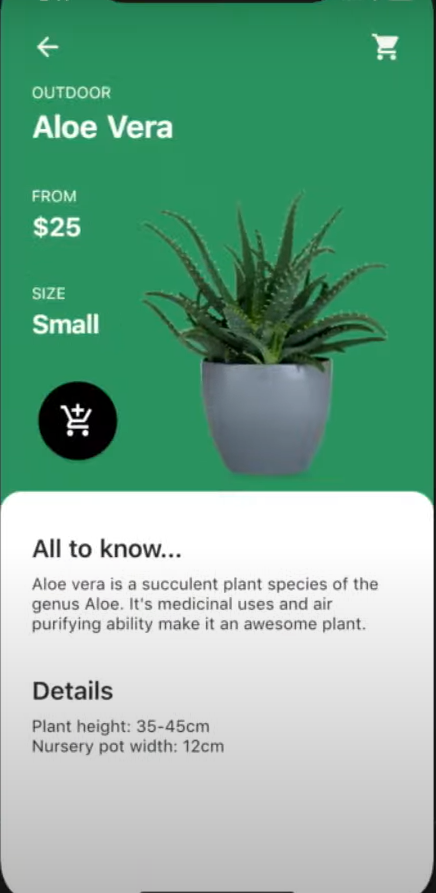 OUTDOOR
Aloe Vera
FROM
$25
SIZE
Small
All to know...
Aloe vera is a succulent plant species of the
genus Aloe. It's medicinal uses and air
purifying ability make it an awesome plant.
Details
Plant height: 35-45cm
Nursery pot width: 12cm